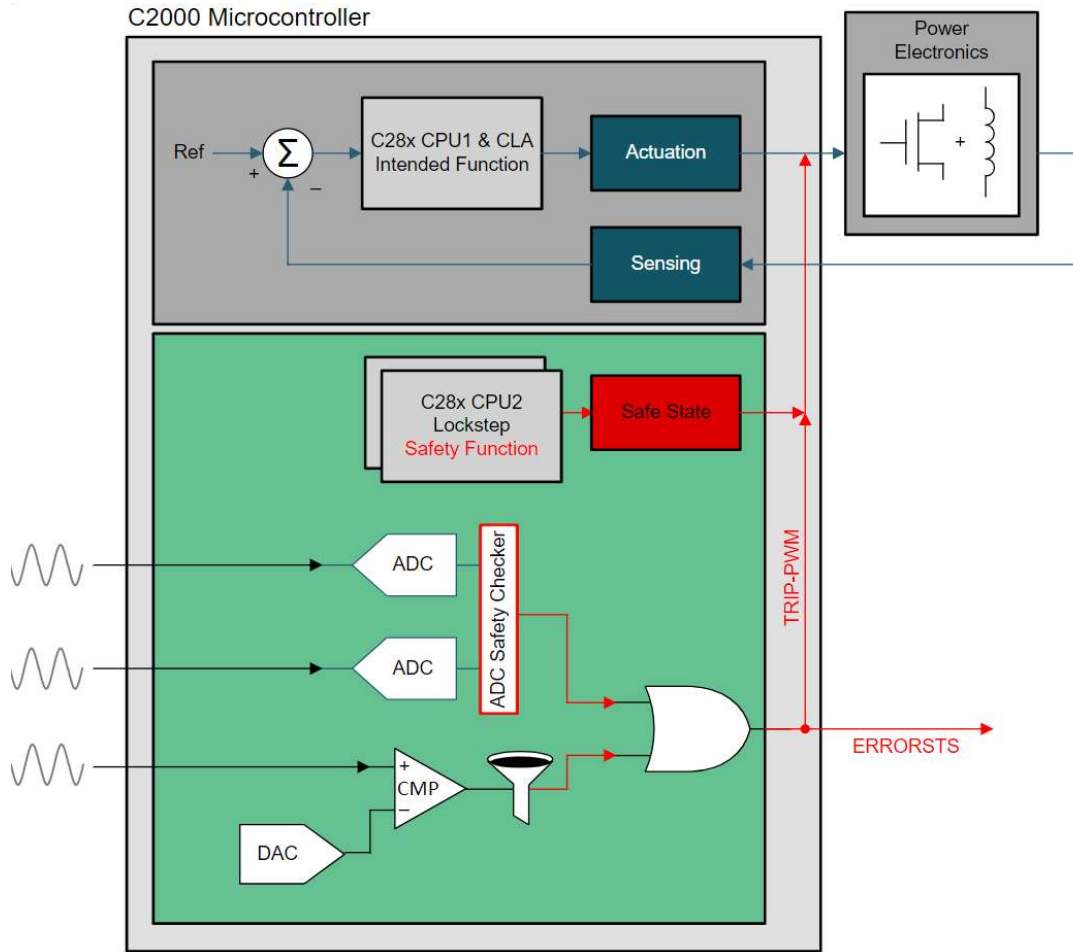 C2000 Microcontroller
Power
Electronics
+
Ref
+
Σ
–
C28x CPU1 & CLA
Intended Function
Actuation
Sensing
C28x CPU2
Lockstep
Safety Function
Safe State
TRIP-PWM
ADC
ADC
ADC Safety Checker
+
CMP
–
DAC
ERRORSTS